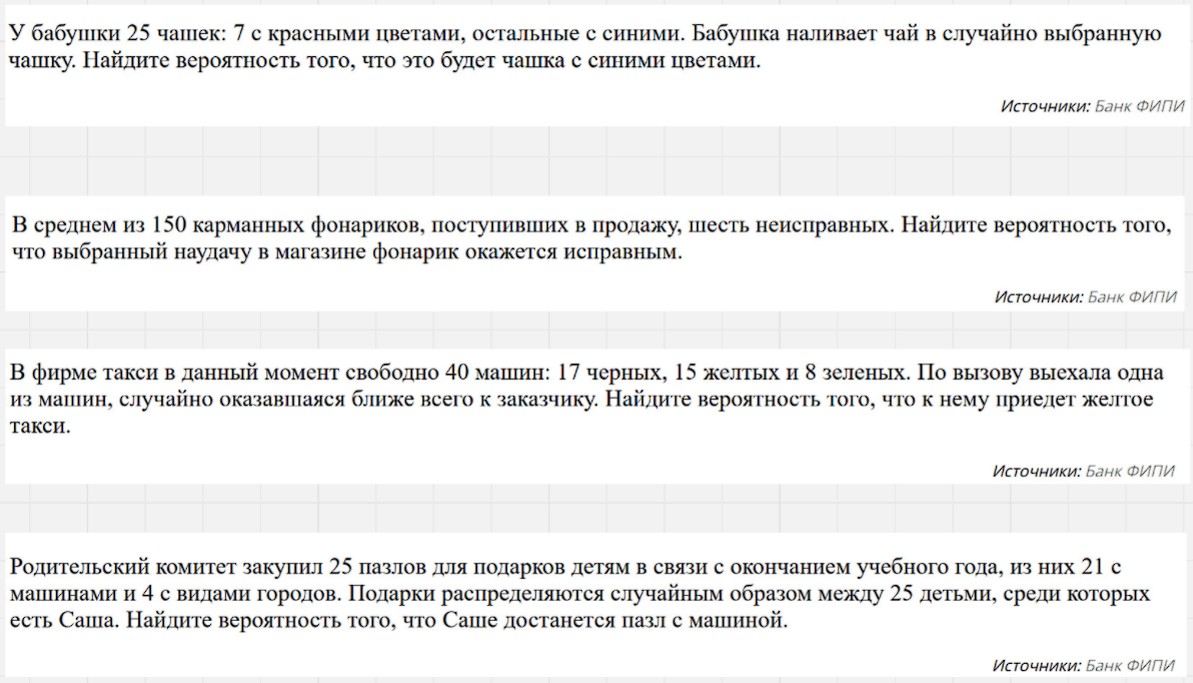 У бабушки 25 чашек: 7 с красными цветами, остальные с синими. Бабушка наливает чай в случайно выбранную
чашку. Найдите вероятность того, что это будет чашка с синими цветами.
Источники: Банк ФИПИ
В среднем из 150 карманных фонариков, поступивших в продажу, шесть неисправных. Найдите вероятность того,
что выбранный наудачу в магазине фонарик окажется исправным.
Источники: Банк ФИПИ
В фирме такси в данный момент свободно 40 машин: 17 черных, 15 желтых и 8 зеленых. По вызову выехала одна
из машин, случайно оказавшаяся ближе всего к заказчику. Найдите вероятность того, что к нему приедет желтое
такси.
Источники: Банк ФИПИ
Родительский комитет закупил 25 пазлов для подарков детям в связи с окончанием учебного года, из них 21 с
машинами и 4 с видами городов. Подарки распределяются случайным образом между 25 детьми, среди которых
есть Саша. Найдите вероятность того, что Саше достанется пазл с машиной.
Источники: Банк ФИПИ